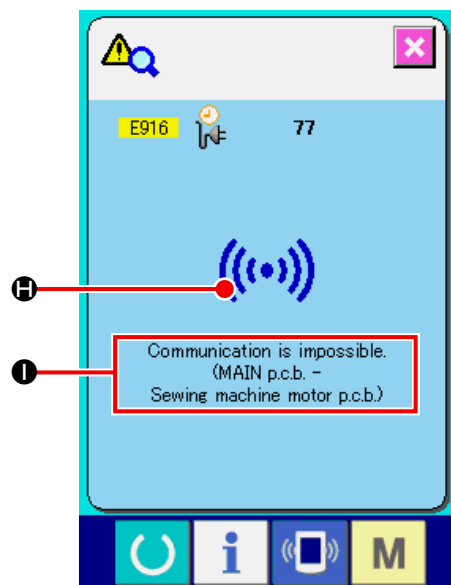 E916 77
H
I
Communication is impossible.
(MAIN p.c.b. –
Sewing machine motor p.c.b.)
i M